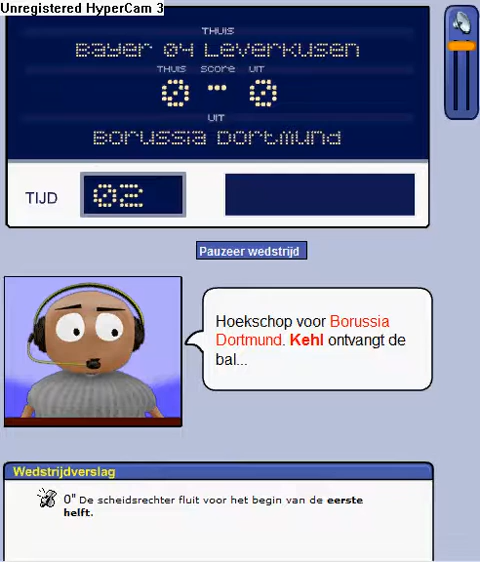 Unregistered HyperCam 3
THUIS
Bayer 04 Leverkusen
THUIS score UIT
0 -- 0
UIT
Borussia Dortmund
TIJD 02
Pauzeer wedstrijd
Hoekschop voor Borussia
Dortmund. Kehl ontvangt de
bal...
Wedstrijdverslag
0" De scheidsrechter fluit voor het begin van de eerste
helft.